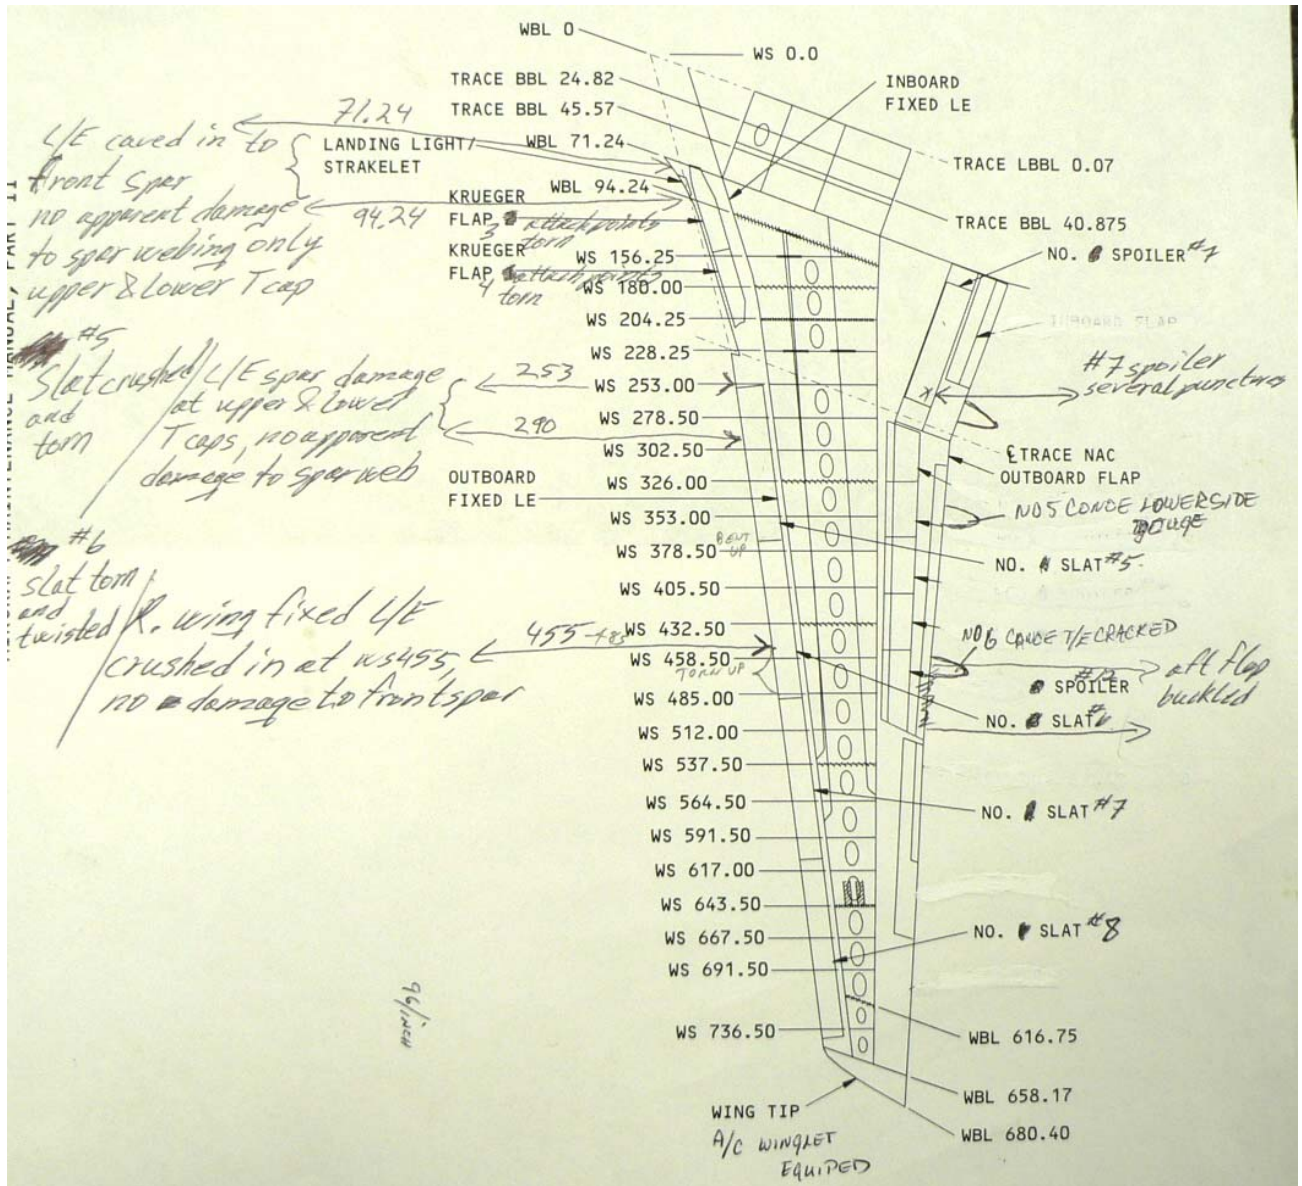 WBL 0
WS 0.0
TRACE BBL 24.82
INBOARD
FIXED LE
71.24
TRACE BBL 45.57
L/E caved in to
front spar
no apparent damage
to spar webing only
upper & lower T cap
LANDING LIGHT/
STRAKELET
WBL 71.24
TRACE LBBL 0.07
WBL 94.24
94.24
KRUEGER
FLAP 3 attach points
torn
TRACE BBL 40.875
KRUEGER
FLAP 4 attach points
torn
NO. SPOILER #7
WS 156.25
WS 180.00
WS 204.25
INBOARD FLAP
WS 228.25
#5
Slat crushed
and
torn
L/E spar damage
at upper & lower
T caps, no apparent
damage to spar web
253
WS 253.00
#7 spoiler
several punctures
WS 278.50
290
WS 302.50
℄ TRACE NAC
OUTBOARD FLAP
OUTBOARD
FIXED LE
WS 326.00
NO 5 CONOE LOWERSIDE
gouge
WS 353.00
BENT
UP
WS 378.50
NO. SLAT #5
WS 405.50
#6
slat torn
and
twisted
R. wing fixed L/E
crushed in at ws455,
no damage to front spar
455-485
WS 432.50
NO 6 CANOE T/E CRACKED
WS 458.50
TORN UP
aft flap
buckled
SPOILER
WS 485.00
NO. SLAT #6
WS 512.00
WS 537.50
WS 564.50
NO. SLAT #7
WS 591.50
WS 617.00
WS 643.50
WS 667.50
NO. SLAT #8
WS 691.50
96/INCH
WS 736.50
WBL 616.75
WBL 658.17
WING TIP
A/C WINGLET
EQUIPED
WBL 680.40